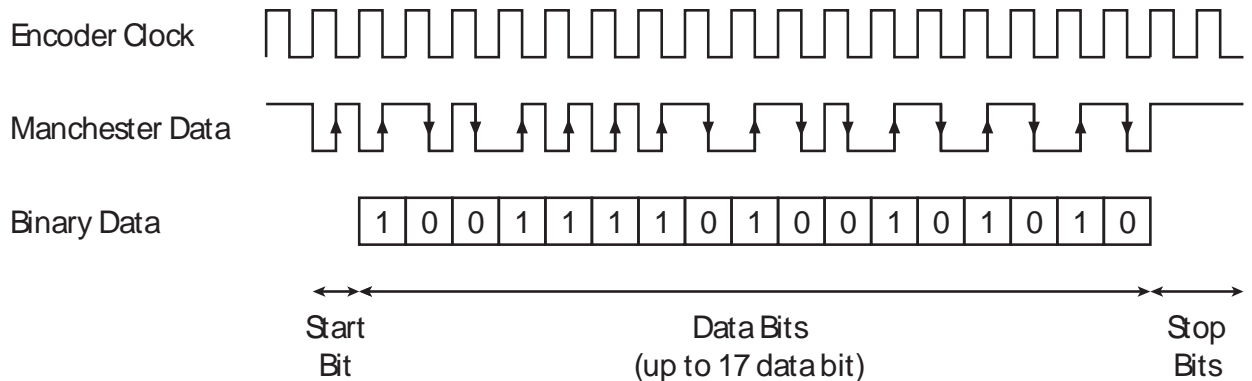 Encoder Clock
Manchester Data
Binary Data 1 0 0 1 1 1 1 0 1 0 0 1 0 1 0 1 0
Start Bit
Data Bits
(up to 17 data bit)
Stop Bits